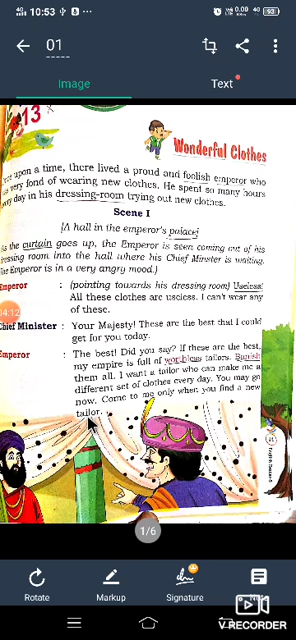 10:53
0.00
93
01
Image
Text
13
Wonderful Clothes
upon a time, there lived a proud and foolish emperor who
very fond of wearing new clothes. He spent so many hours
day in his dressing-room trying out new clothes.
Scene I
[A hall in the emperor's palace]
As the curtain goes up, the Emperor is seen coming out of his
dressing room into the hall where his Chief Minster is waiting.
The Emperor is in a very angry mood.)
04:12
Emperor : (pointing towards his dressing room) Useless!
All these clothes are useless. I can't wear any
of these.
Chief Minister : Your Majesty! These are the best that I could
get for you today.
Emperor : The best! Did you say? If these are the best,
my empire is full of worthless tailors. Banish
them all. I want a tailor who can make me a
different set of clothes every day. You may go
now. Come to me only when you find a new
tailor.
1/6
Rotate
Markup
Signature
V RECORDER